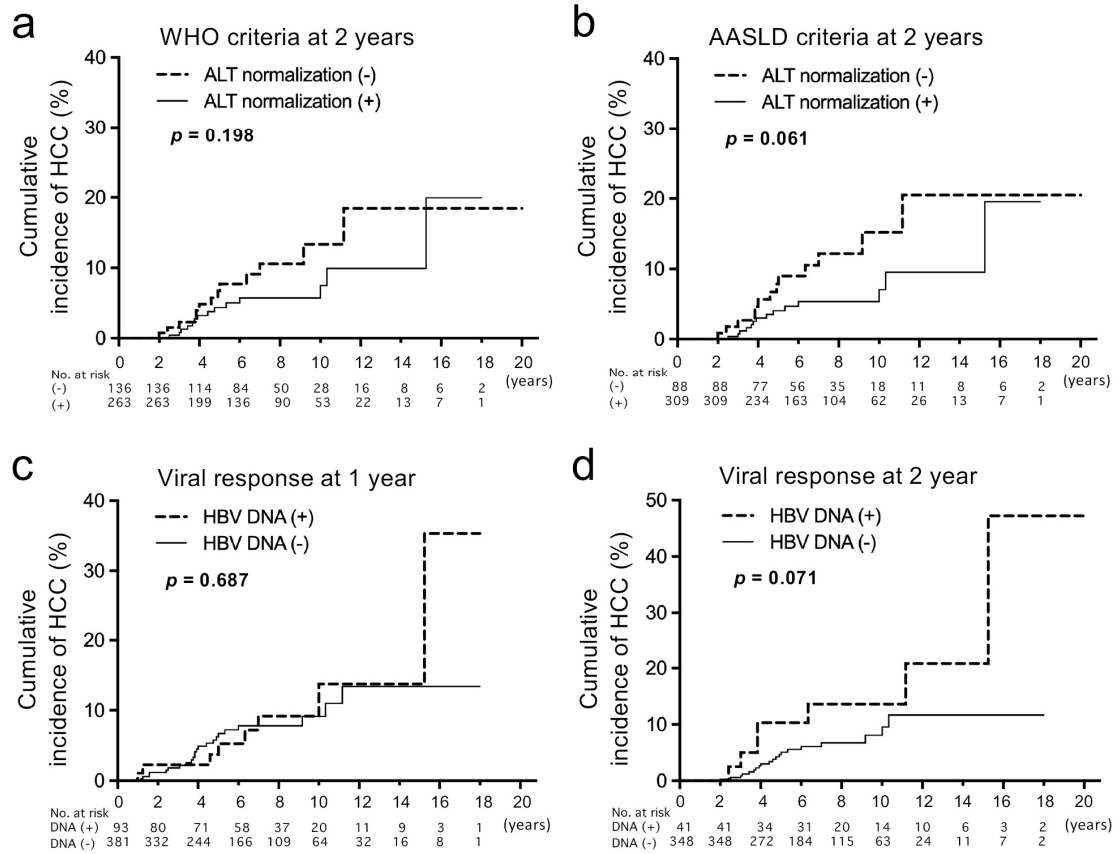 a
WHO criteria at 2 years
Cumulative
incidence of HCC (%)
40
30
20
10
0
ALT normalization (-)
ALT normalization (+)
p = 0.198
0 2 4 6 8 10 12 14 16 18 20
(years)
No. at risk
(-) 136 136 114 84 50 28 16 8 6 2
(+) 263 263 199 136 90 53 22 13 7 1
b
AASLD criteria at 2 years
Cumulative
incidence of HCC (%)
40
30
20
10
0
ALT normalization (-)
ALT normalization (+)
p = 0.061
0 2 4 6 8 10 12 14 16 18 20
(years)
No. at risk
(-) 88 88 77 56 35 18 11 8 6 2
(+) 309 309 234 163 104 62 26 13 7 1
c
Viral response at 1 year
Cumulative
incidence of HCC (%)
40
30
20
10
0
HBV DNA (+)
HBV DNA (-)
p = 0.687
0 2 4 6 8 10 12 14 16 18 20
(years)
No. at risk
DNA (+) 93 80 71 58 37 20 11 9 3 1
DNA (-) 381 332 244 166 109 64 32 16 8 1
d
Viral response at 2 year
Cumulative
incidence of HCC (%)
50
40
30
20
10
0
HBV DNA (+)
HBV DNA (-)
p = 0.071
0 2 4 6 8 10 12 14 16 18 20
(years)
No. at risk
DNA (+) 41 41 34 31 20 14 10 6 3 2
DNA (-) 348 348 272 184 115 63 24 11 7 2